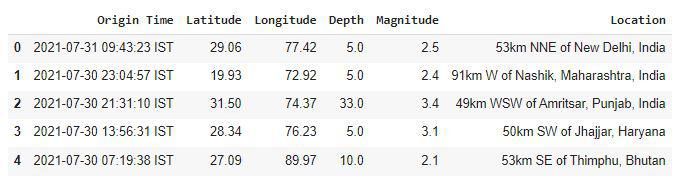 Origin Time Latitude Longitude Depth Magnitude Location
0 2021-07-31 09:43:23 IST 29.06 77.42 5.0 2.5 53km NNE of New Delhi, India
1 2021-07-30 23:04:57 IST 19.93 72.92 5.0 2.4 91km W of Nashik, Maharashtra, India
2 2021-07-30 21:31:10 IST 31.50 74.37 33.0 3.4 49km WSW of Amritsar, Punjab, India
3 2021-07-30 13:56:31 IST 28.34 76.23 5.0 3.1 50km SW of Jhajjar, Haryana
4 2021-07-30 07:19:38 IST 27.09 89.97 10.0 2.1 53km SE of Thimphu, Bhutan